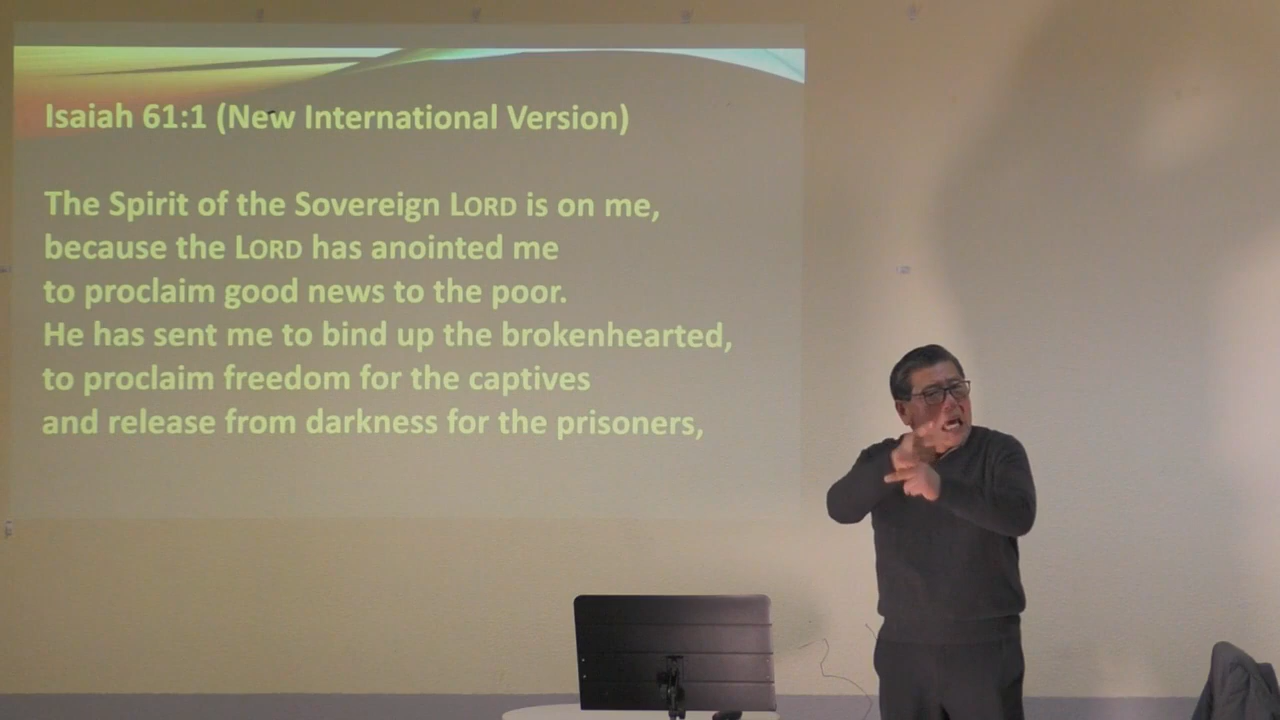 Isaiah 61:1 (New International Version)
The Spirit of the Sovereign LORD is on me,
because the LORD has anointed me
to proclaim good news to the poor.
He has sent me to bind up the brokenhearted,
to proclaim freedom for the captives
and release from darkness for the prisoners,